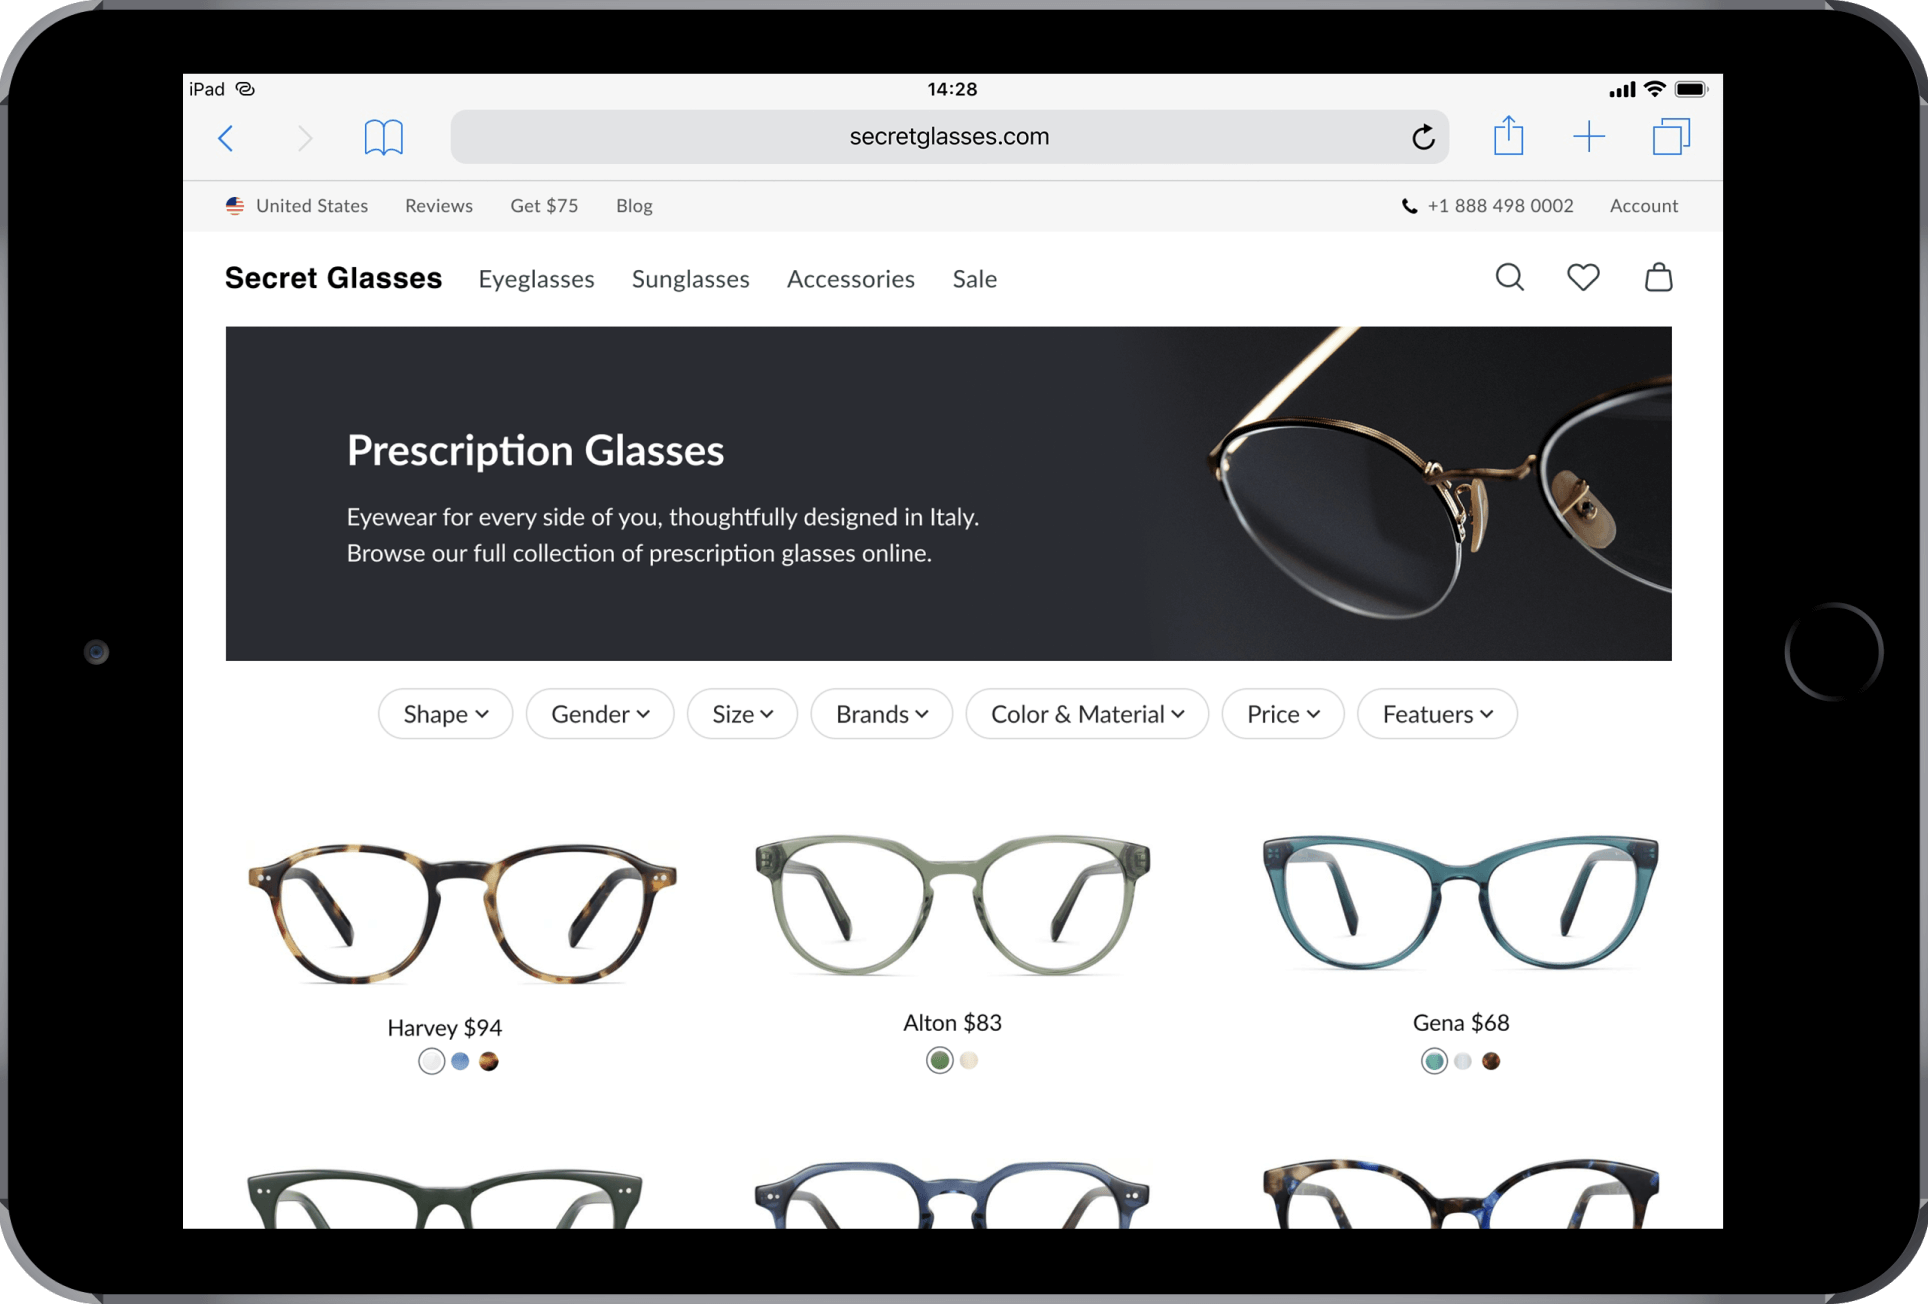 iPad
14:28
secretglasses.com
United States Reviews Get $75 Blog +1 888 498 0002 Account
Secret Glasses Eyeglasses Sunglasses Accessories Sale
Prescription Glasses
Eyewear for every side of you, thoughtfully designed in Italy.
Browse our full collection of prescription glasses online.
Shape Gender Size Brands Color & Material Price Featuers
Harvey $94 Alton $83 Gena $68